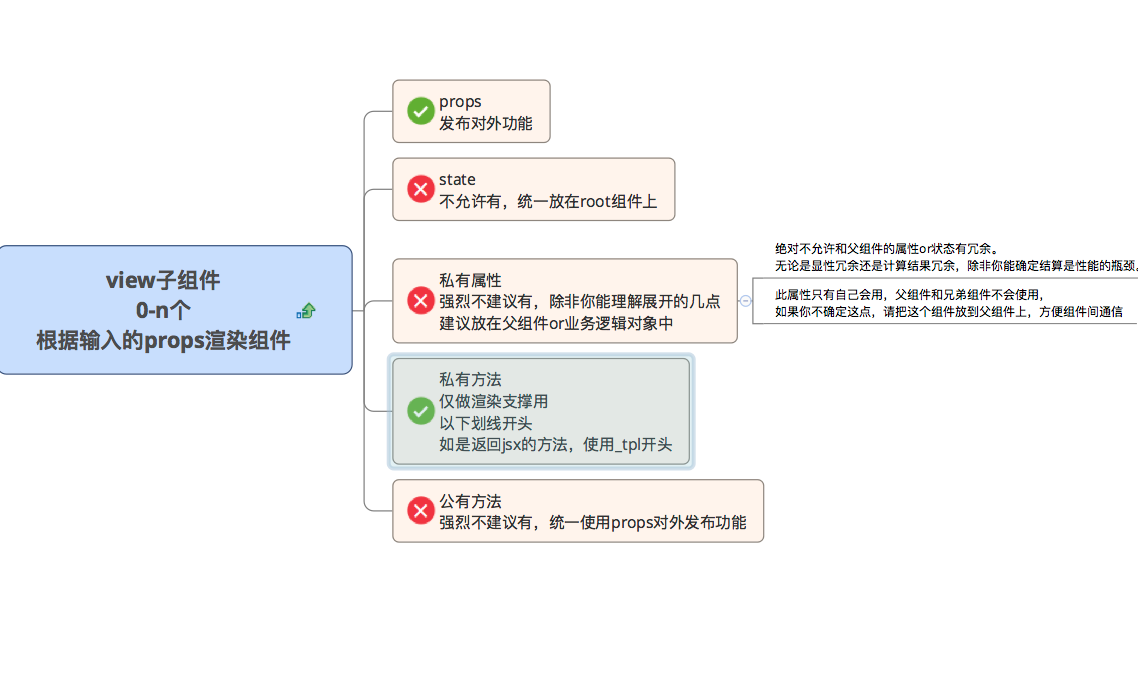 view子组件
0-n个
根据输入的props渲染组件
props
发布对外功能
state
不允许有，统一放在root组件上
私有属性
强烈不建议有，除非你能理解展开的几点
建议放在父组件or业务逻辑对象中
绝对不允许和父组件的属性or状态有冗余。
无论是显性冗余还是计算结果冗余，除非你能确定结算是性能的瓶颈。
此属性只有自己会用，父组件和兄弟组件不会使用，
如果你不确定这点，请把这个组件放到父组件上，方便组件间通信
私有方法
仅做渲染支撑用
以下划线开头
如是返回jsx的方法，使用_tpl开头
公有方法
强烈不建议有，统一使用props对外发布功能